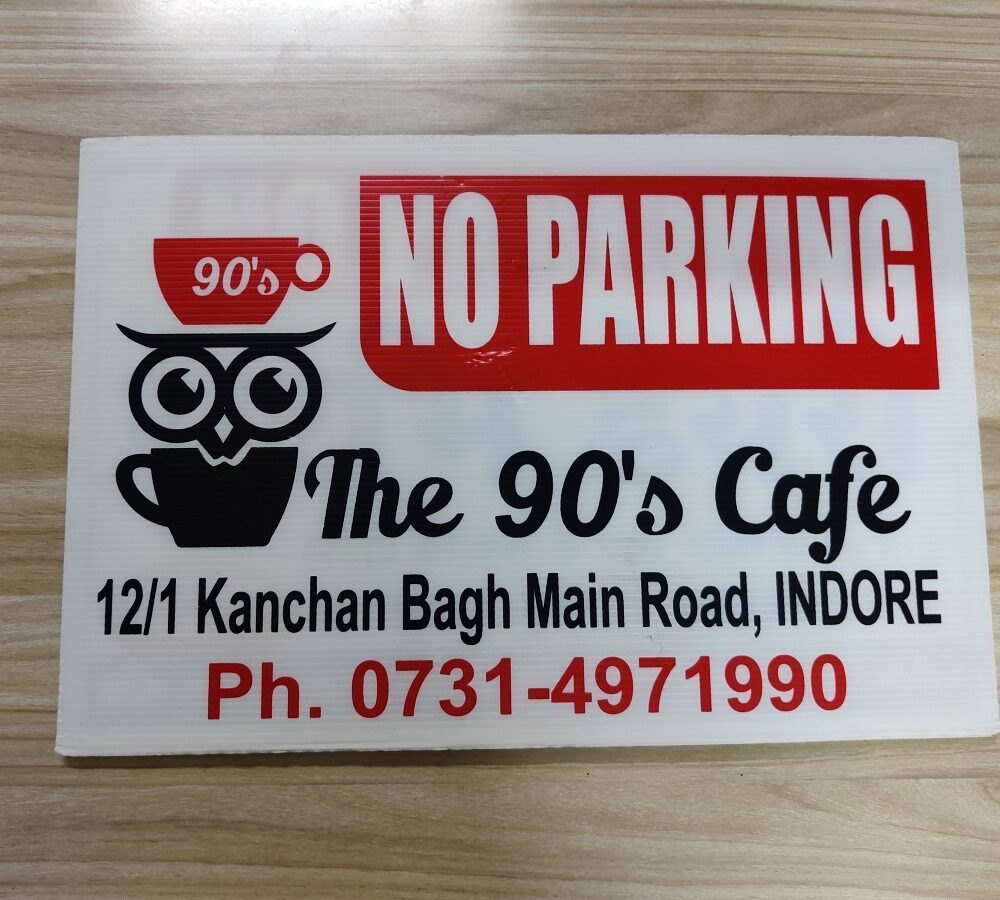 NO PARKING
90's
The 90's Cafe
12/1 Kanchan Bagh Main Road, INDORE
Ph. 0731-4971990